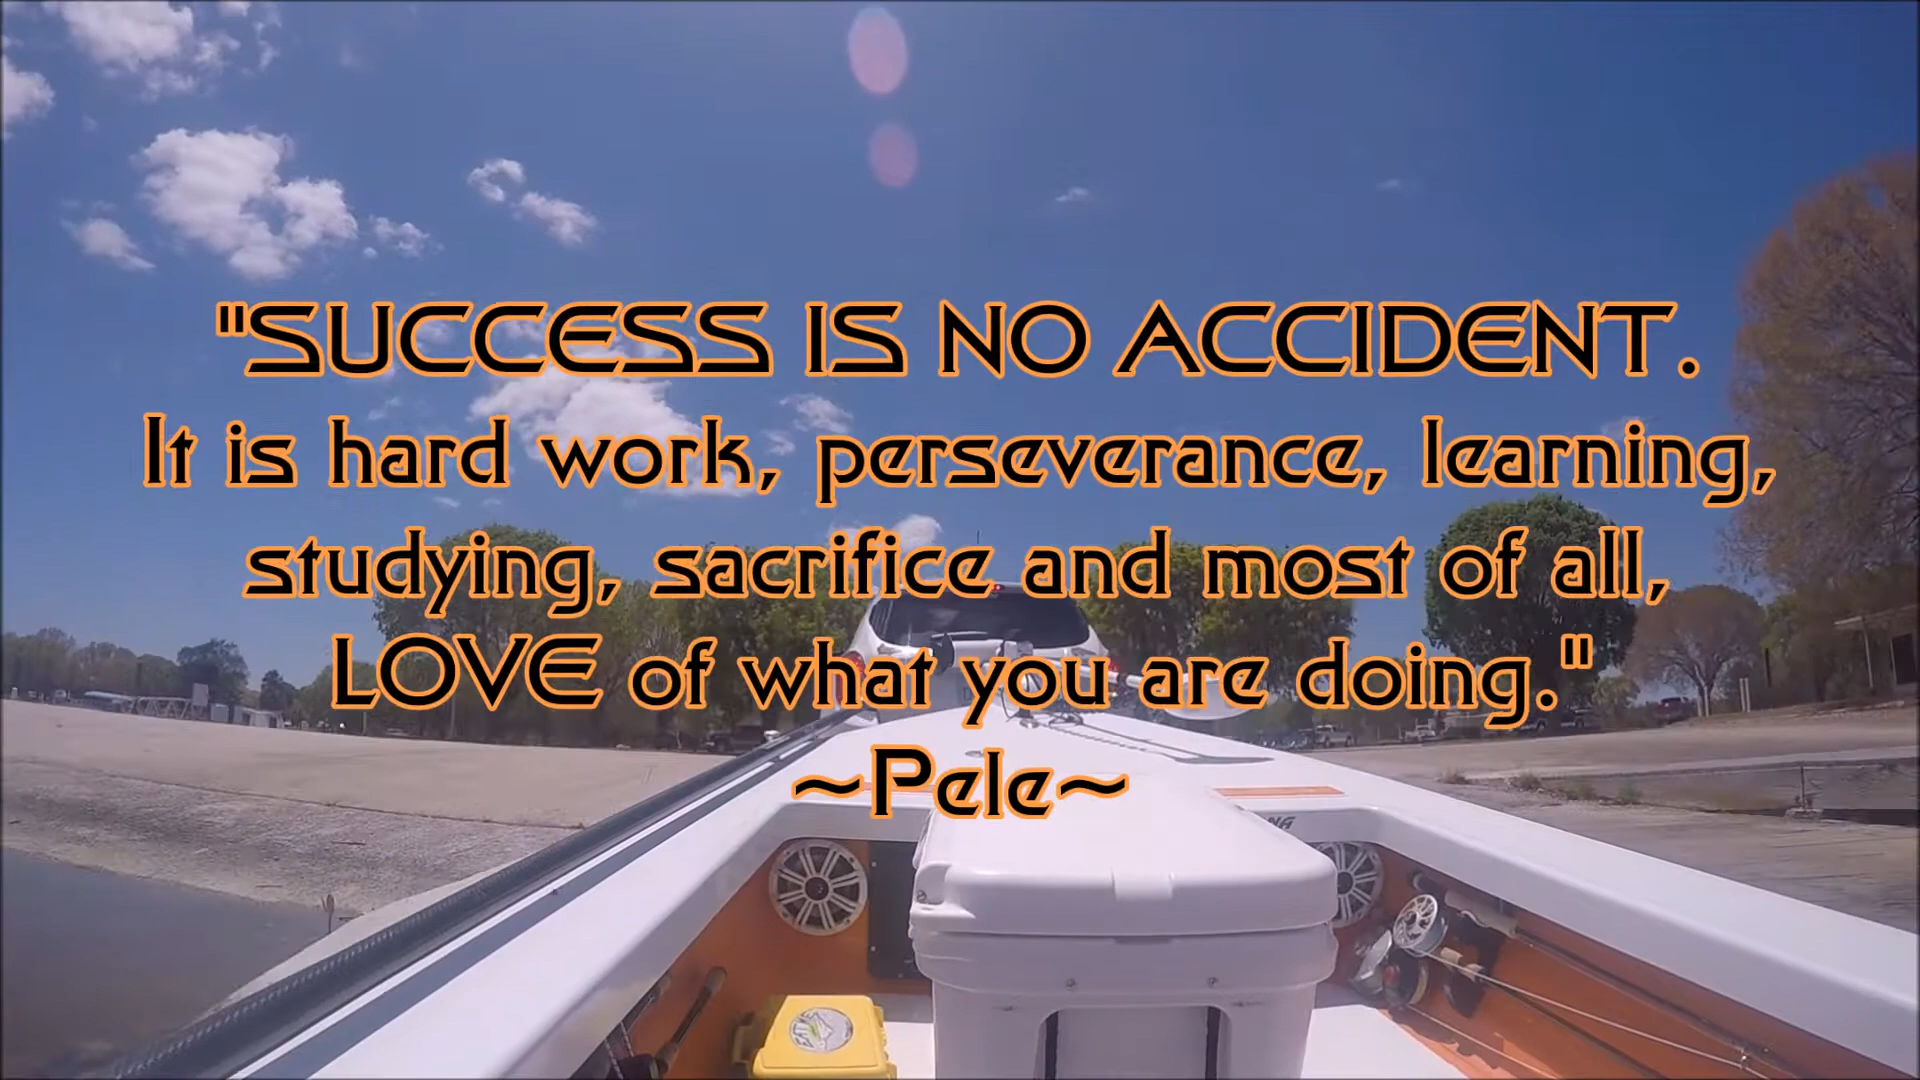 "SUCCESS IS NO ACCIDENT.
It is hard work, perseverance, learning,
studying, sacrifice and most of all,
LOVE of what you are doing."
~Pele~